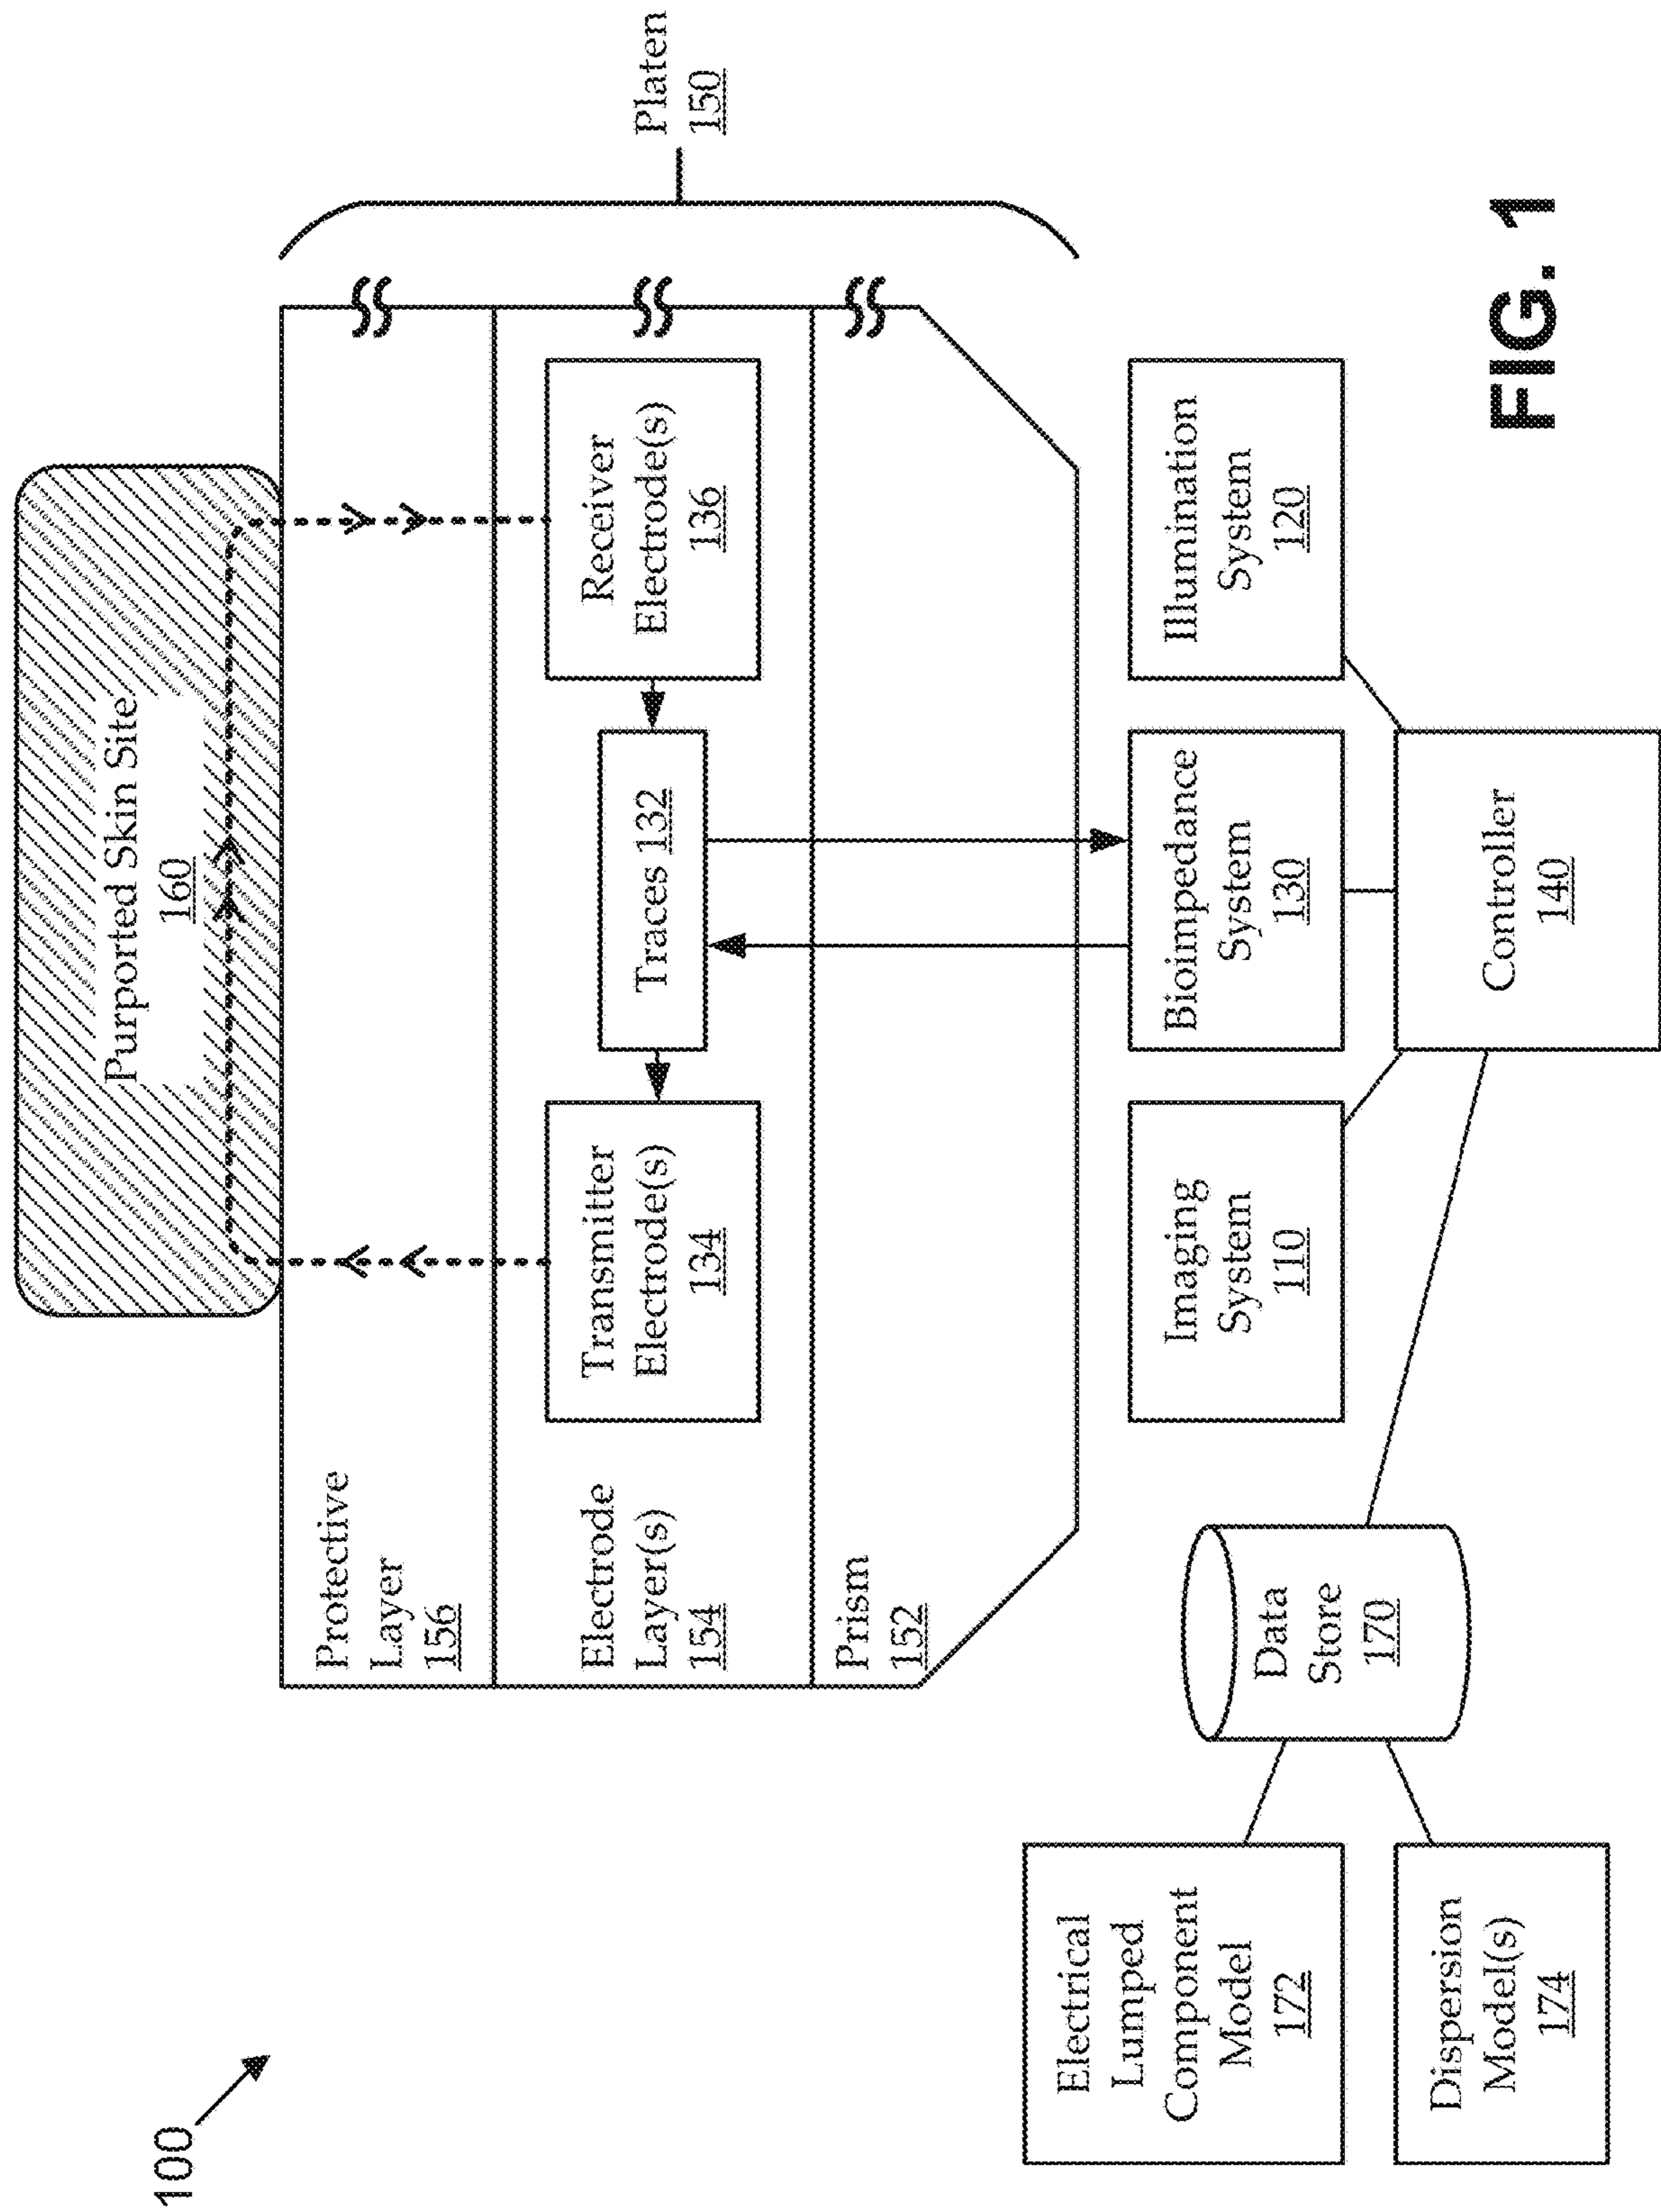 100
Purported Skin Site
160
Protective
Layer
156
Electrode
Layer(s)
154
Transmitter
Electrode(s)
134
Traces 132
Receiver
Electrode(s)
136
Prism
152
Platen
150
Imaging
System
110
Bioimpedance
System
130
Illumination
System
120
Controller
140
Data
Store
170
Electrical
Lumped
Component
Model
172
Dispersion
Model(s)
174
FIG. 1